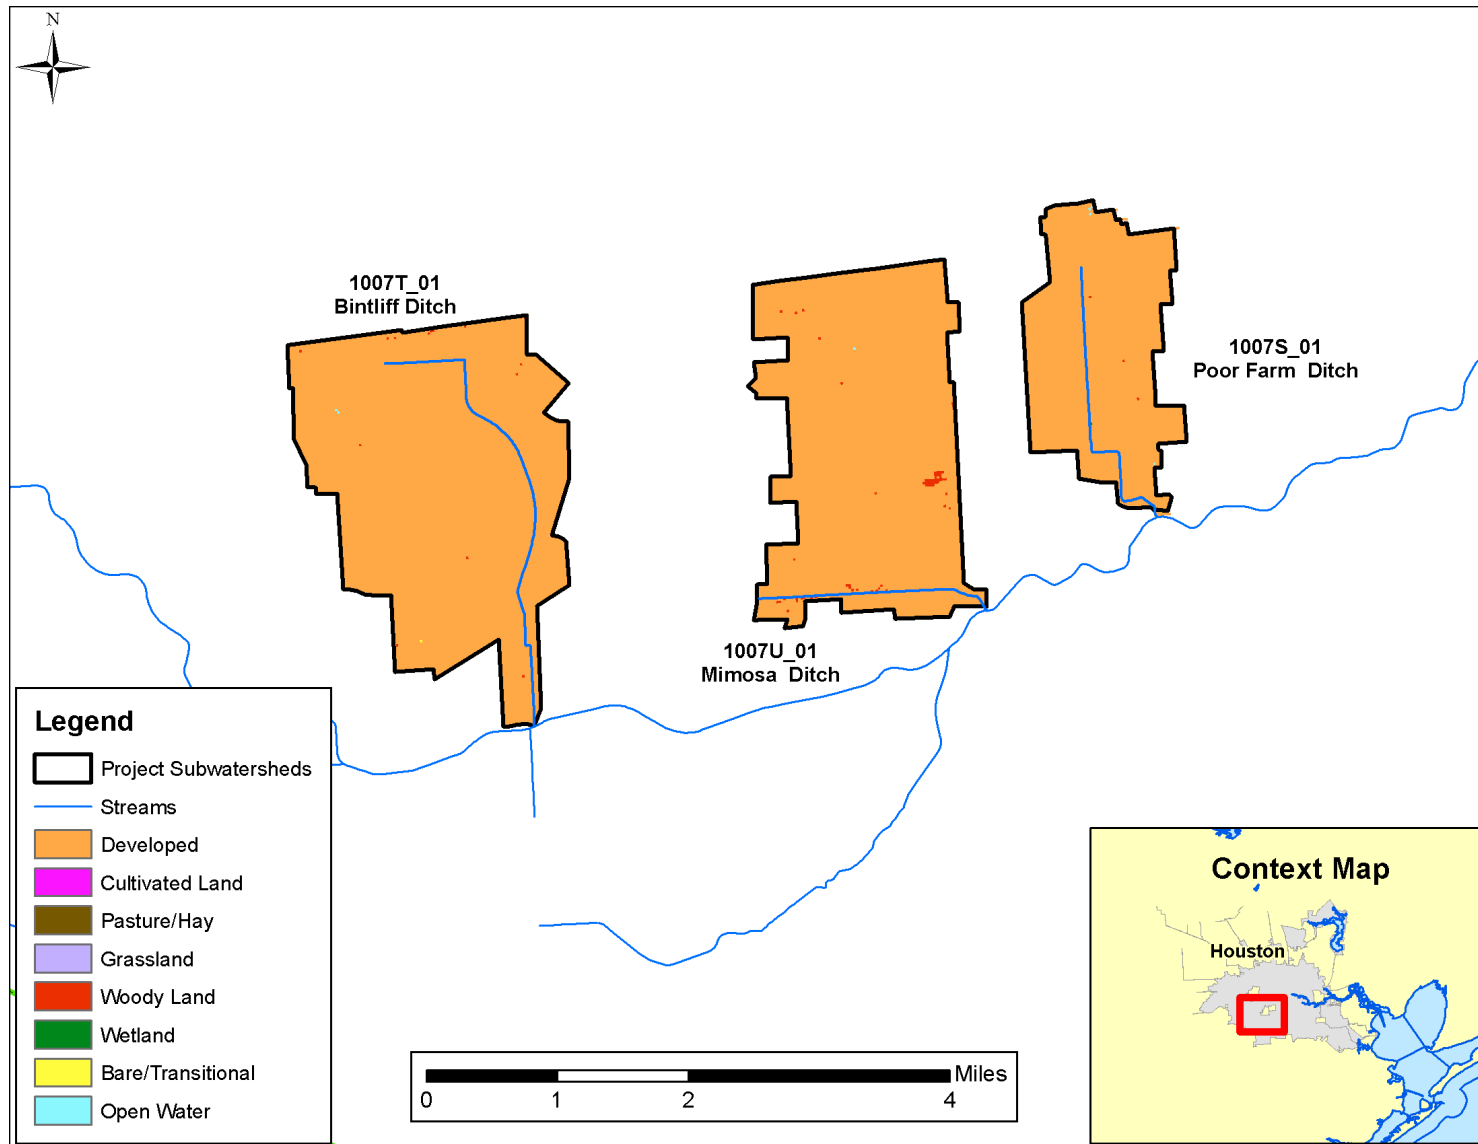 N
1007T_01
Bintliff Ditch
1007S_01
Poor Farm Ditch
1007U_01
Mimosa Ditch
Legend
Project Subwatersheds
Streams
Developed
Cultivated Land
Pasture/Hay
Grassland
Woody Land
Wetland
Bare/Transitional
Open Water
Miles
0 1 2 4
Context Map
Houston